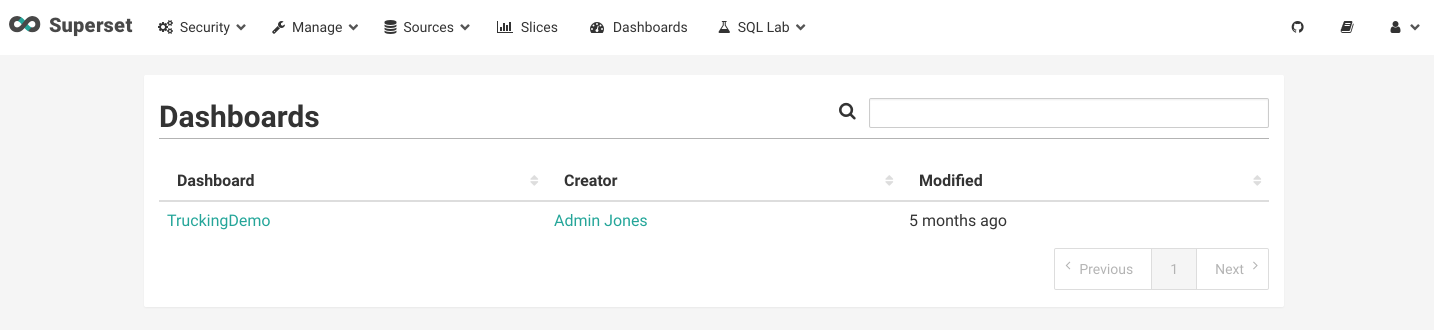 Superset Security Manage Sources Slices Dashboards SQL Lab
Dashboards
Dashboard Creator Modified
TruckingDemo Admin Jones 5 months ago
Previous 1 Next